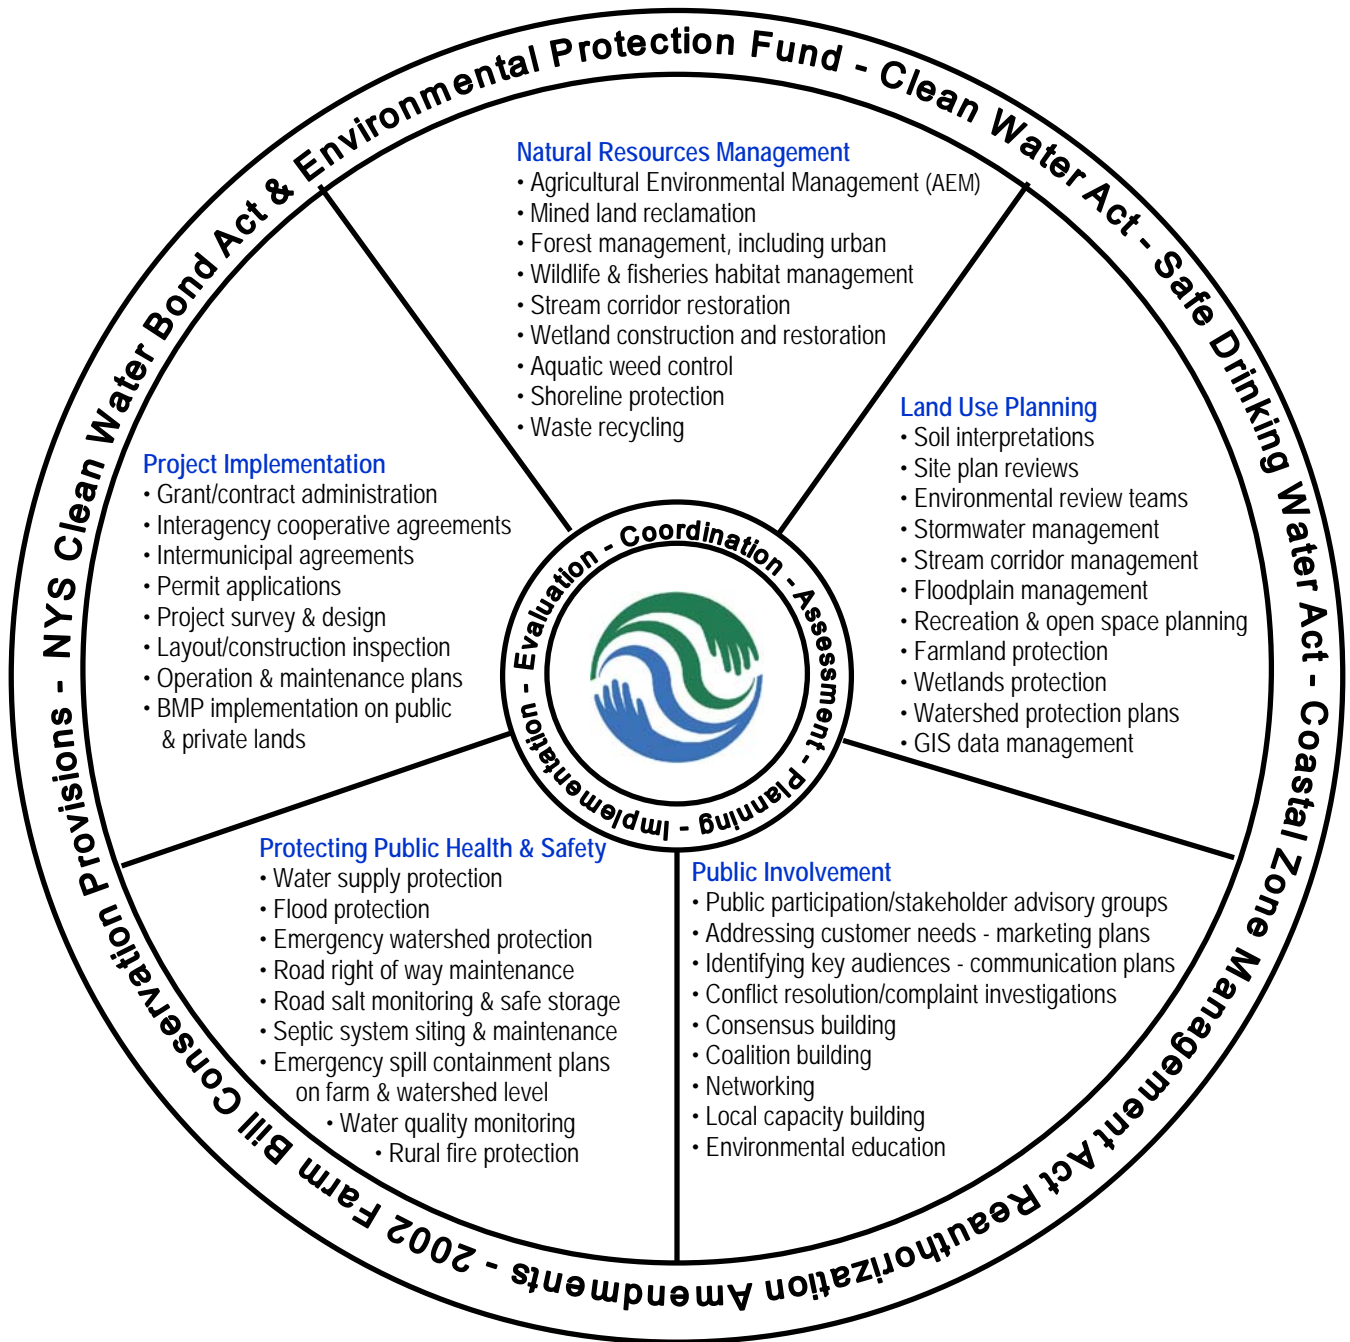 NYS Clean Water Bond Act & Environmental Protection Fund - Clean Water Act - Safe Drinking Water Act - Coastal Zone Management Act Reauthorization Amendments - 2002 Farm Bill Conservation Provisions -
Natural Resources Management
• Agricultural Environmental Management (AEM)
• Mined land reclamation
• Forest management, including urban
• Wildlife & fisheries habitat management
• Stream corridor restoration
• Wetland construction and restoration
• Aquatic weed control
• Shoreline protection
• Waste recycling
Land Use Planning
• Soil interpretations
• Site plan reviews
• Environmental review teams
• Stormwater management
• Stream corridor management
• Floodplain management
• Recreation & open space planning
• Farmland protection
• Wetlands protection
• Watershed protection plans
• GIS data management
Project Implementation
• Grant/contract administration
• Interagency cooperative agreements
• Intermunicipal agreements
• Permit applications
• Project survey & design
• Layout/construction inspection
• Operation & maintenance plans
• BMP implementation on public
& private lands
Evaluation - Coordination - Assessment - Planning - Implementation -
Protecting Public Health & Safety
• Water supply protection
• Flood protection
• Emergency watershed protection
• Road right of way maintenance
• Road salt monitoring & safe storage
• Septic system siting & maintenance
• Emergency spill containment plans
on farm & watershed level
• Water quality monitoring
• Rural fire protection
Public Involvement
• Public participation/stakeholder advisory groups
• Addressing customer needs - marketing plans
• Identifying key audiences - communication plans
• Conflict resolution/complaint investigations
• Consensus building
• Coalition building
• Networking
• Local capacity building
• Environmental education